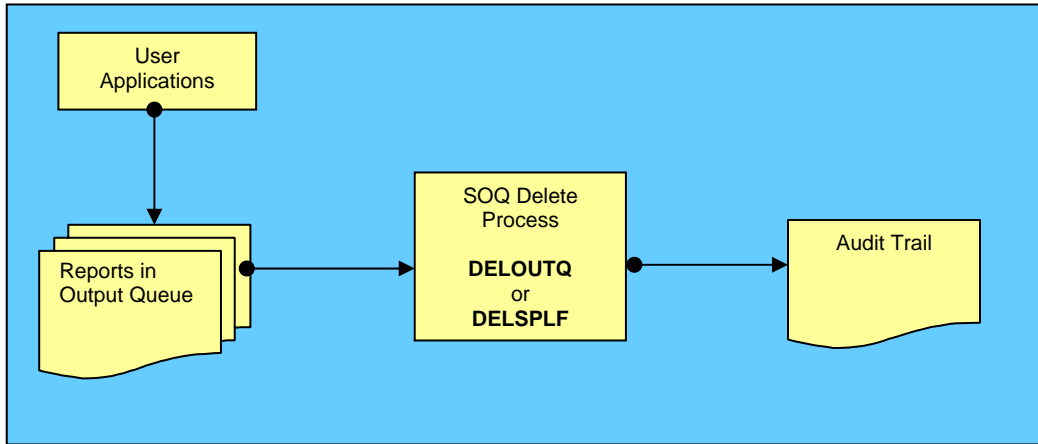 User
Applications
Reports in
Output Queue
SOQ Delete
Process
DELOUTQ
or
DELSPLF
Audit Trail